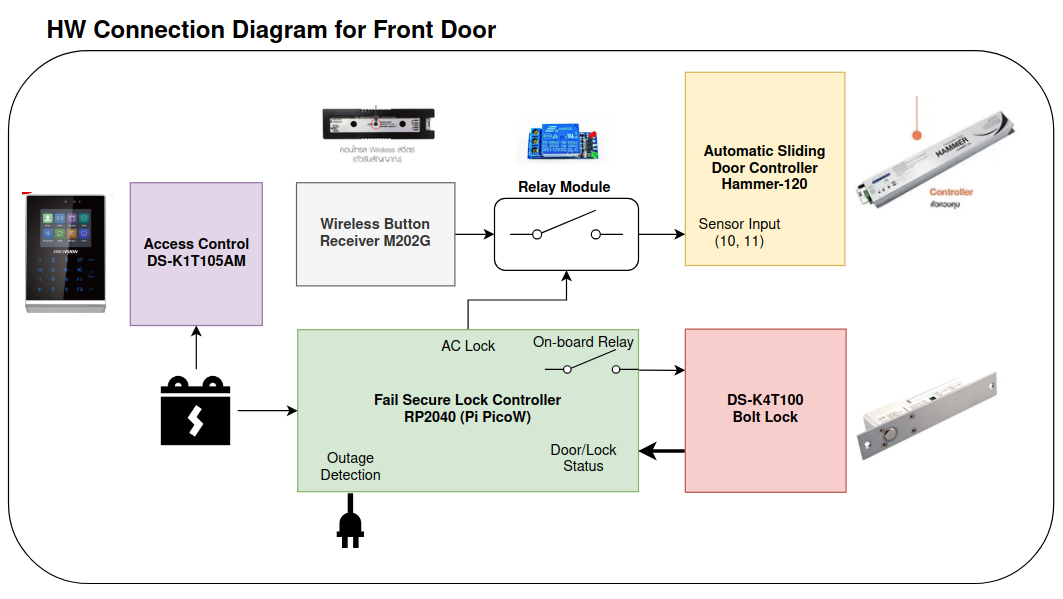 HW Connection Diagram for Front Door
คอนโทรล Wireless สวิตช์
(ตัวรับสัญญาณ)
Relay Module
Automatic Sliding
Door Controller
Hammer-120
Sensor Input
(10, 11)
HAMMER
Controller
ตัวควบคุม
HIKVISION
Access Control
DS-K1T105AM
Wireless Button
Receiver M202G
AC Lock
On-board Relay
Fail Secure Lock Controller
RP2040 (Pi PicoW)
Outage
Detection
Door/Lock
Status
DS-K4T100
Bolt Lock